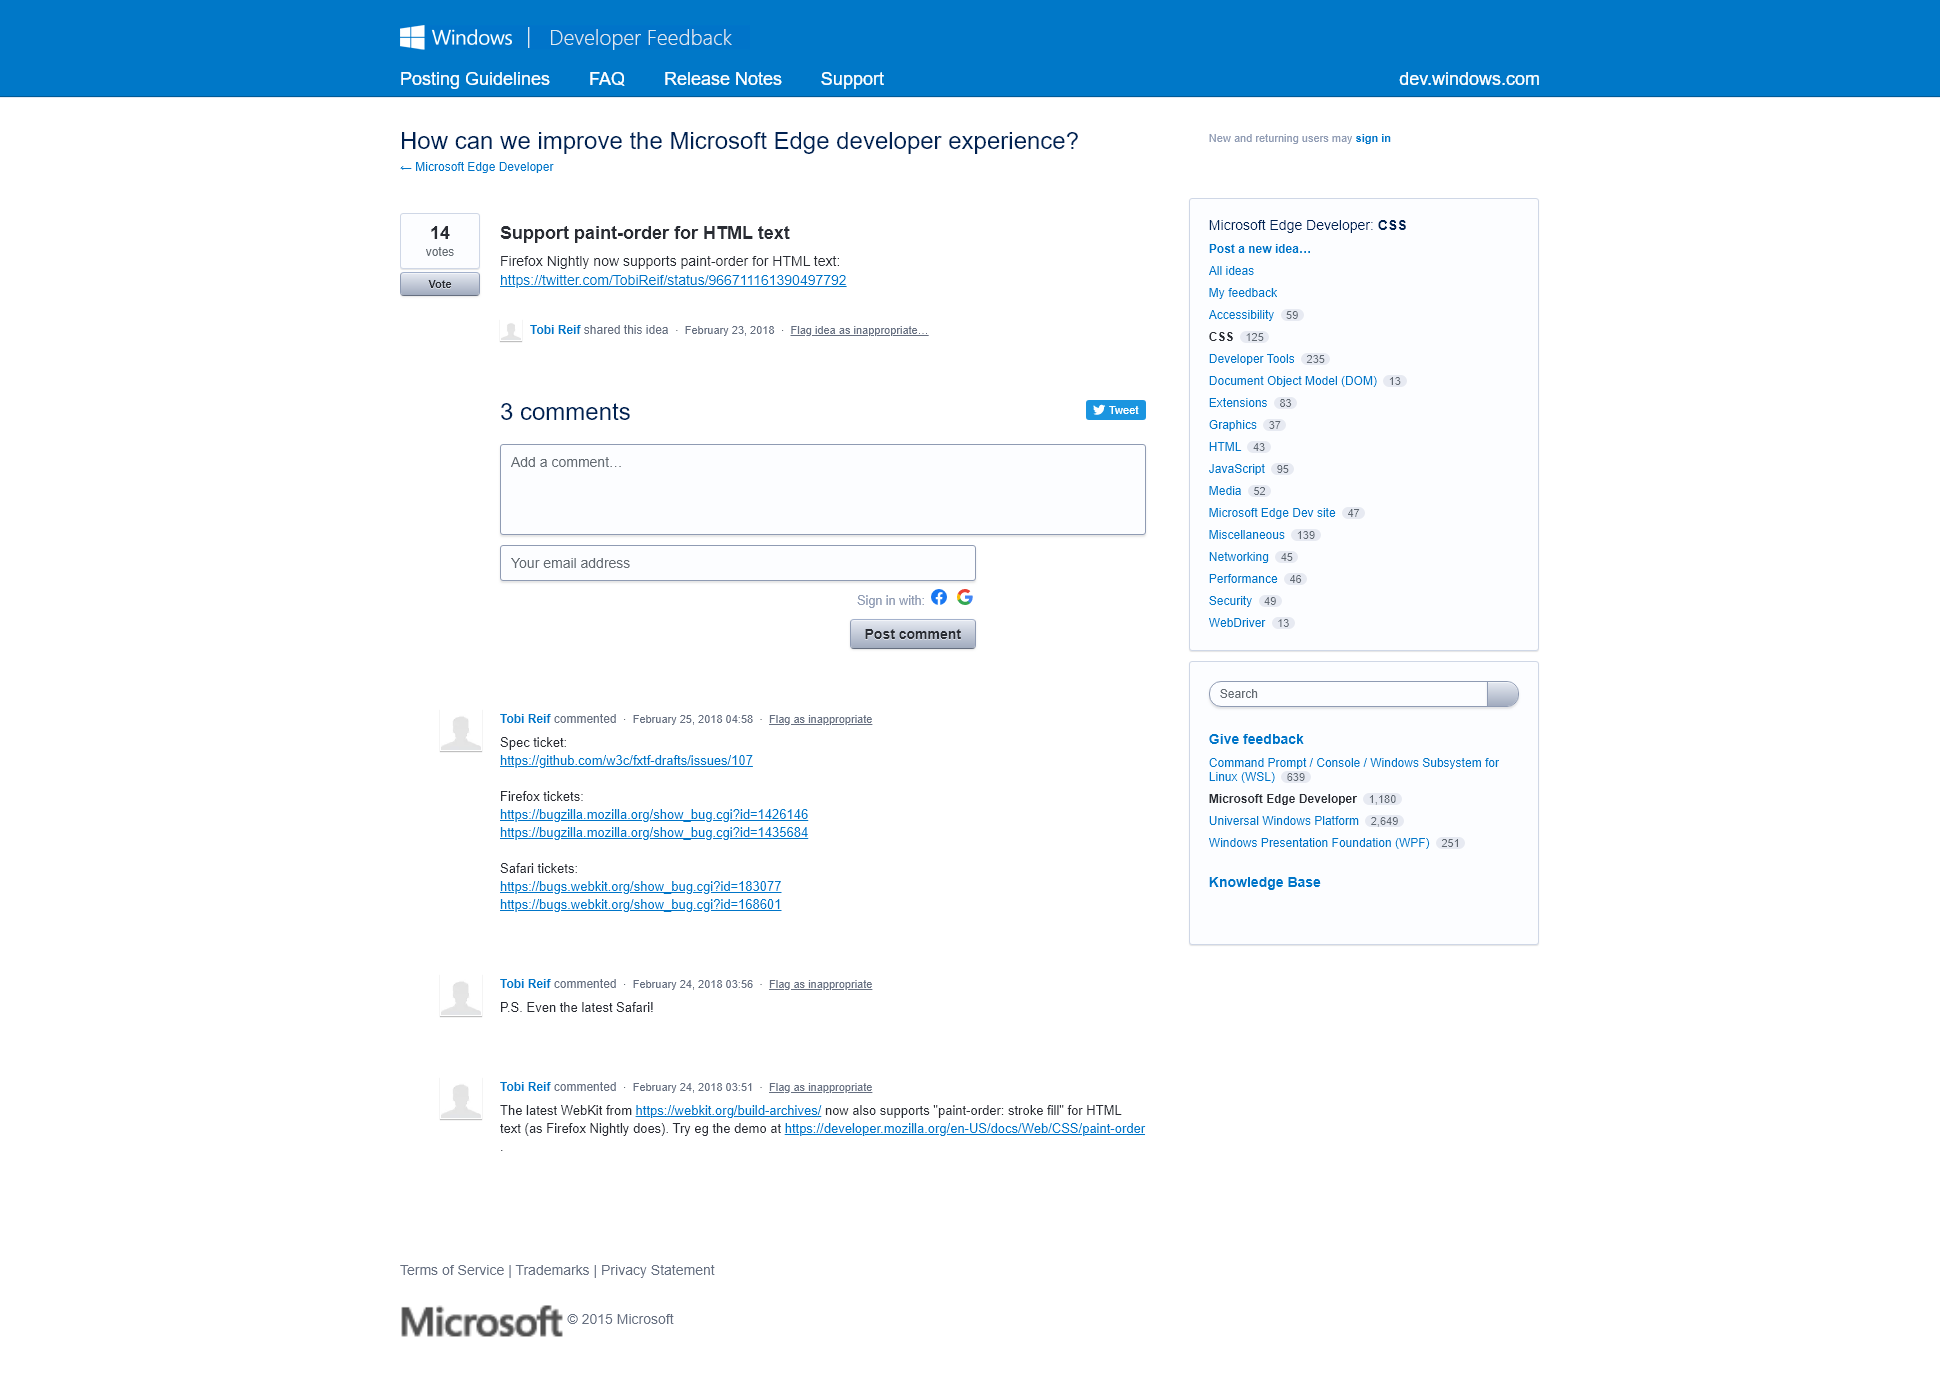 Windows | Developer Feedback
Posting Guidelines FAQ Release Notes Support dev.windows.com
How can we improve the Microsoft Edge developer experience?
← Microsoft Edge Developer
New and returning users may sign in
14
votes
Vote
Support paint-order for HTML text
Firefox Nightly now supports paint-order for HTML text:
https://twitter.com/TobiReif/status/966711161390497792
Tobi Reif shared this idea · February 23, 2018 · Flag idea as inappropriate…
3 comments
Tweet
Add a comment…
Your email address
Sign in with:
Post comment
Tobi Reif commented · February 25, 2018 04:58 · Flag as inappropriate
Spec ticket:
https://github.com/w3c/fxtf-drafts/issues/107
Firefox tickets:
https://bugzilla.mozilla.org/show_bug.cgi?id=1426146
https://bugzilla.mozilla.org/show_bug.cgi?id=1435684
Safari tickets:
https://bugs.webkit.org/show_bug.cgi?id=183077
https://bugs.webkit.org/show_bug.cgi?id=168601
Tobi Reif commented · February 24, 2018 03:56 · Flag as inappropriate
P.S. Even the latest Safari!
Tobi Reif commented · February 24, 2018 03:51 · Flag as inappropriate
The latest WebKit from https://webkit.org/build-archives/ now also supports "paint-order: stroke fill" for HTML
text (as Firefox Nightly does). Try eg the demo at https://developer.mozilla.org/en-US/docs/Web/CSS/paint-order
.
Microsoft Edge Developer: CSS
Post a new idea…
All ideas
My feedback
Accessibility 59
CSS 125
Developer Tools 235
Document Object Model (DOM) 13
Extensions 83
Graphics 37
HTML 43
JavaScript 95
Media 52
Microsoft Edge Dev site 47
Miscellaneous 139
Networking 45
Performance 46
Security 49
WebDriver 13
Search
Give feedback
Command Prompt / Console / Windows Subsystem for
Linux (WSL) 639
Microsoft Edge Developer 1,180
Universal Windows Platform 2,649
Windows Presentation Foundation (WPF) 251
Knowledge Base
Terms of Service | Trademarks | Privacy Statement
Microsoft © 2015 Microsoft